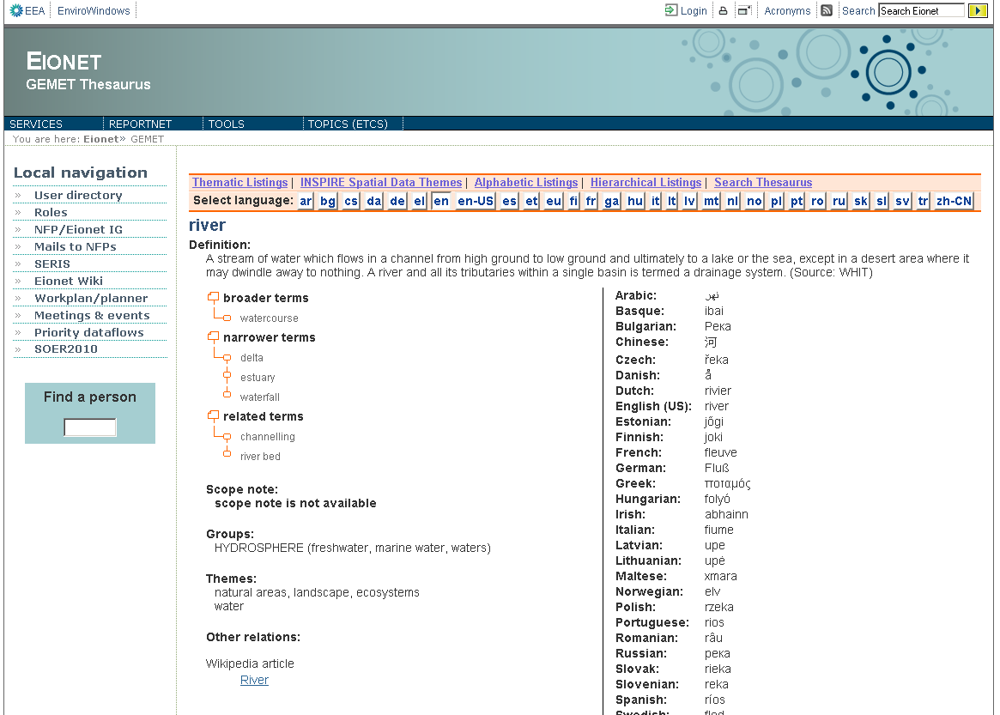 EEA EnviroWindows Login Acronyms Search Search Eionet
EIONET
GEMET Thesaurus
SERVICES REPORTNET TOOLS TOPICS (ETCS)
You are here: Eionet» GEMET
Local navigation
» User directory
» Roles
» NFP/Eionet IG
» Mails to NFPs
» SERIS
» Eionet Wiki
» Workplan/planner
» Meetings & events
» Priority dataflows
» SOER2010
Find a person
Thematic Listings | INSPIRE Spatial Data Themes | Alphabetic Listings | Hierarchical Listings | Search Thesaurus
Select language: ar bg cs da de el en en-US es et eu fi fr ga hu it lt lv mt nl no pl pt ro ru sk sl sv tr zh-CN
river
Definition:
A stream of water which flows in a channel from high ground to low ground and ultimately to a lake or the sea, except in a desert area where it
may dwindle away to nothing. A river and all its tributaries within a single basin is termed a drainage system. (Source: WHIT)
broader terms
watercourse
narrower terms
delta
estuary
waterfall
related terms
channelling
river bed
Scope note:
scope note is not available
Groups:
HYDROSPHERE (freshwater, marine water, waters)
Themes:
natural areas, landscape, ecosystems
water
Other relations:
Wikipedia article
River
Arabic: نهر
Basque: ibai
Bulgarian: Река
Chinese: 河
Czech: řeka
Danish: å
Dutch: rivier
English (US): river
Estonian: jõgi
Finnish: joki
French: fleuve
German: Fluß
Greek: ποταμός
Hungarian: folyó
Irish: abhainn
Italian: fiume
Latvian: upe
Lithuanian: upė
Maltese: xmara
Norwegian: elv
Polish: rzeka
Portuguese: rios
Romanian: râu
Russian: река
Slovak: rieka
Slovenian: reka
Spanish: ríos
Swedish: flod